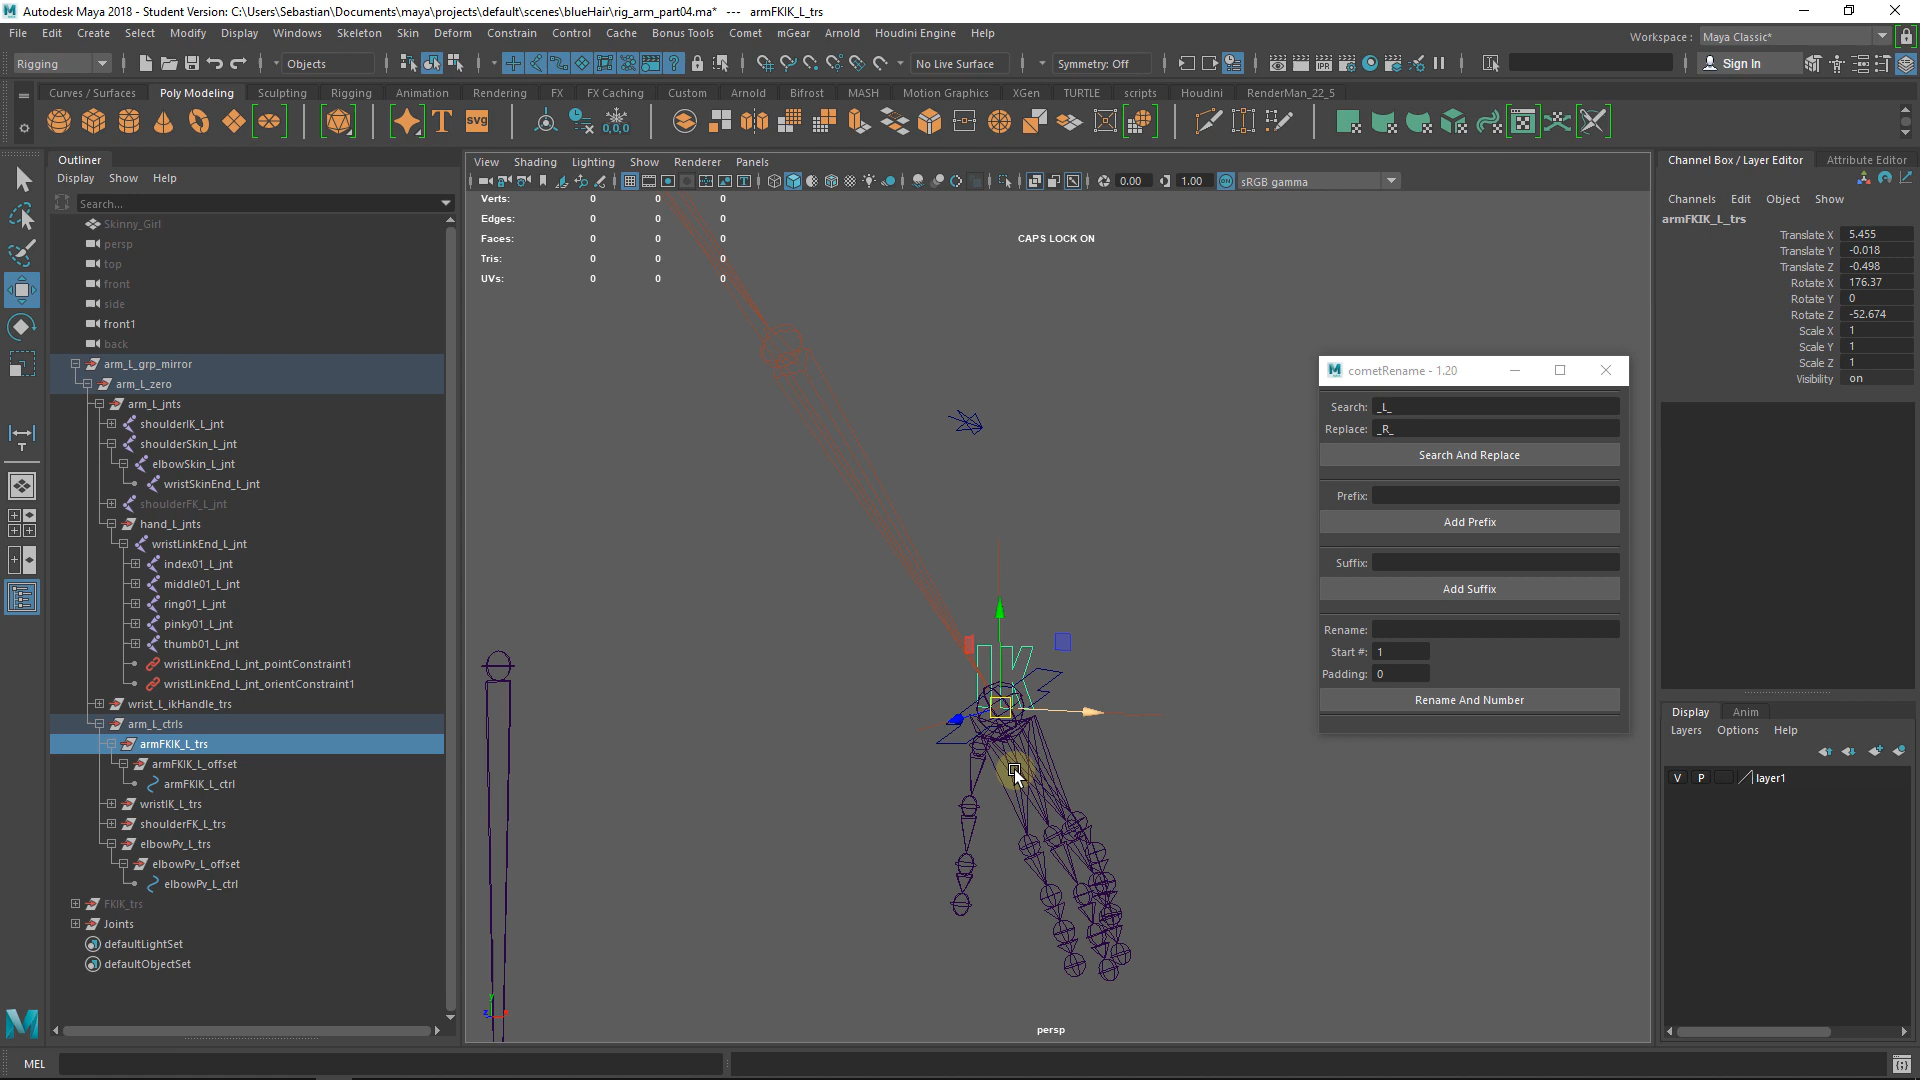 Autodesk Maya 2018 - Student Version: C:\Users\Sebastian\Documents\maya\projects\default\scenes\blueHair\rig_arm_part04.ma* --- armFKIK_L_trs
File Edit Create Select Modify Display Windows Skeleton Skin Deform Constrain Control Cache Bonus Tools Comet mGear Arnold Houdini Engine Help
Workspace : Maya Classic*
Rigging Objects No Live Surface Symmetry: Off Sign In
Curves / Surfaces Poly Modeling Sculpting Rigging Animation Rendering FX FX Caching Custom Arnold Bifrost MASH Motion Graphics XGen TURTLE scripts Houdini RenderMan_22_5
T svg 0,0,0
Outliner
Display Show Help
Search...
Skinny_Girl
persp
top
front
side
front1
back
arm_L_grp_mirror
arm_L_zero
arm_L_jnts
shoulderIK_L_jnt
shoulderSkin_L_jnt
elbowSkin_L_jnt
wristSkinEnd_L_jnt
shoulderFK_L_jnt
hand_L_jnts
wristLinkEnd_L_jnt
index01_L_jnt
middle01_L_jnt
ring01_L_jnt
pinky01_L_jnt
thumb01_L_jnt
wristLinkEnd_L_jnt_pointConstraint1
wristLinkEnd_L_jnt_orientConstraint1
wrist_L_ikHandle_trs
arm_L_ctrls
armFKIK_L_trs
armFKIK_L_offset
armFKIK_L_ctrl
wristIK_L_trs
shoulderFK_L_trs
elbowPv_L_trs
elbowPv_L_offset
elbowPv_L_ctrl
FKIK_trs
Joints
defaultLightSet
defaultObjectSet
View Shading Lighting Show Renderer Panels
0.00 1.00 ON sRGB gamma
Verts: 0 0 0
Edges: 0 0 0
Faces: 0 0 0
Tris: 0 0 0
UVs: 0 0 0
CAPS LOCK ON
IK
persp
cometRename - 1.20
Search: _L_
Replace: _R_
Search And Replace
Prefix:
Add Prefix
Suffix:
Add Suffix
Rename:
Start #: 1
Padding: 0
Rename And Number
Channel Box / Layer Editor Attribute Editor
Channels Edit Object Show
armFKIK_L_trs
Translate X 5.455
Translate Y -0.018
Translate Z -0.498
Rotate X 176.37
Rotate Y 0
Rotate Z -52.674
Scale X 1
Scale Y 1
Scale Z 1
Visibility on
Display Anim
Layers Options Help
V P layer1
MEL